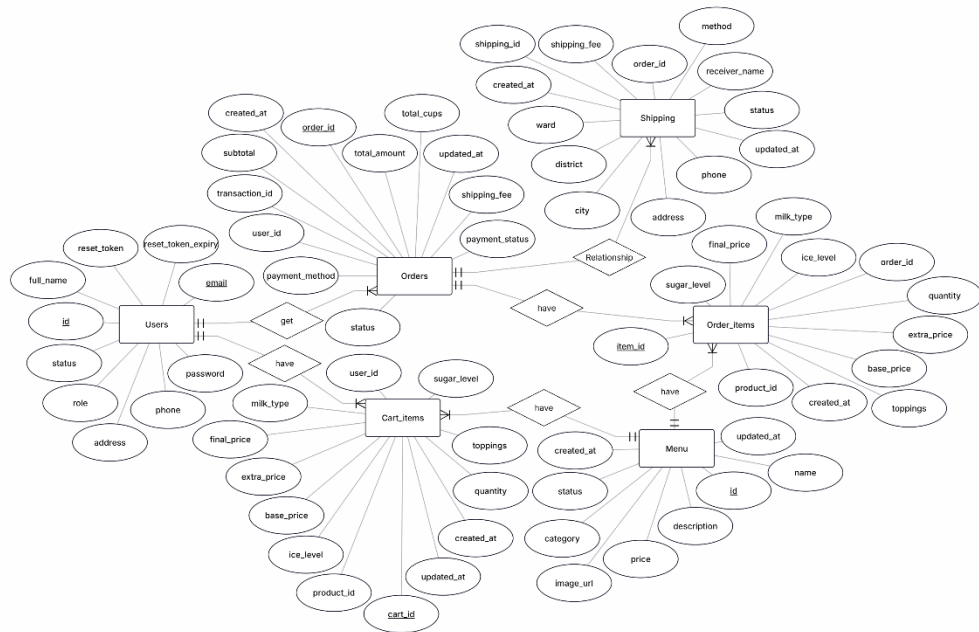 method
shipping_id
shipping_fee
order_id
receiver_name
created_at
status
Shipping
ward
updated_at
district
phone
city
address
created_at
order_id
total_cups
subtotal
total_amount
updated_at
transaction_id
shipping_fee
user_id
payment_status
payment_method
Orders
status
Relationship
have
get
have
reset_token
reset_token_expiry
full_name
email
id
Users
status
password
role
phone
address
milk_type
final_price
ice_level
order_id
sugar_level
quantity
Order_items
extra_price
item_id
base_price
product_id
created_at
toppings
have
user_id
sugar_level
milk_type
Cart_items
final_price
toppings
extra_price
quantity
base_price
created_at
ice_level
updated_at
product_id
cart_id
have
updated_at
created_at
Menu
name
status
id
category
description
price
image_url